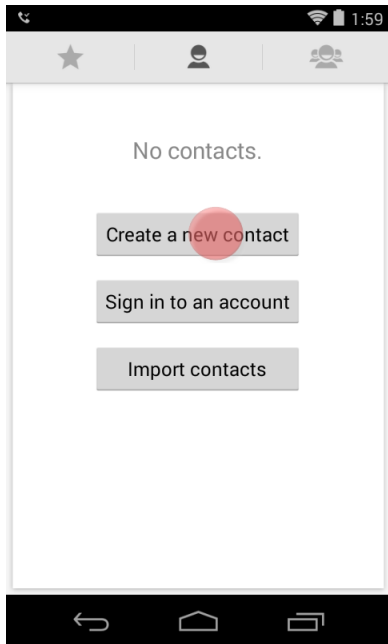 1:59
No contacts.
Create a new contact
Sign in to an account
Import contacts